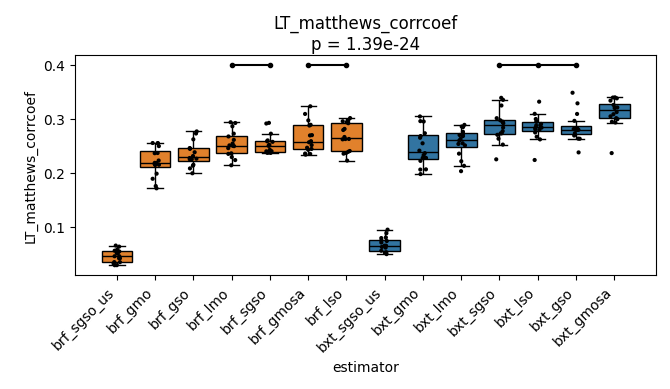 LT_matthews_corrcoef
p = 1.39e-24
LT_matthews_corrcoef
0.4
0.3
0.2
0.1
brf_sgso_us
brf_gmo
brf_gso
brf_lmo
brf_sgso
brf_gmosa
brf_lso
bxt_sgso_us
bxt_gmo
bxt_lmo
bxt_sgso
bxt_lso
bxt_gso
bxt_gmosa
estimator